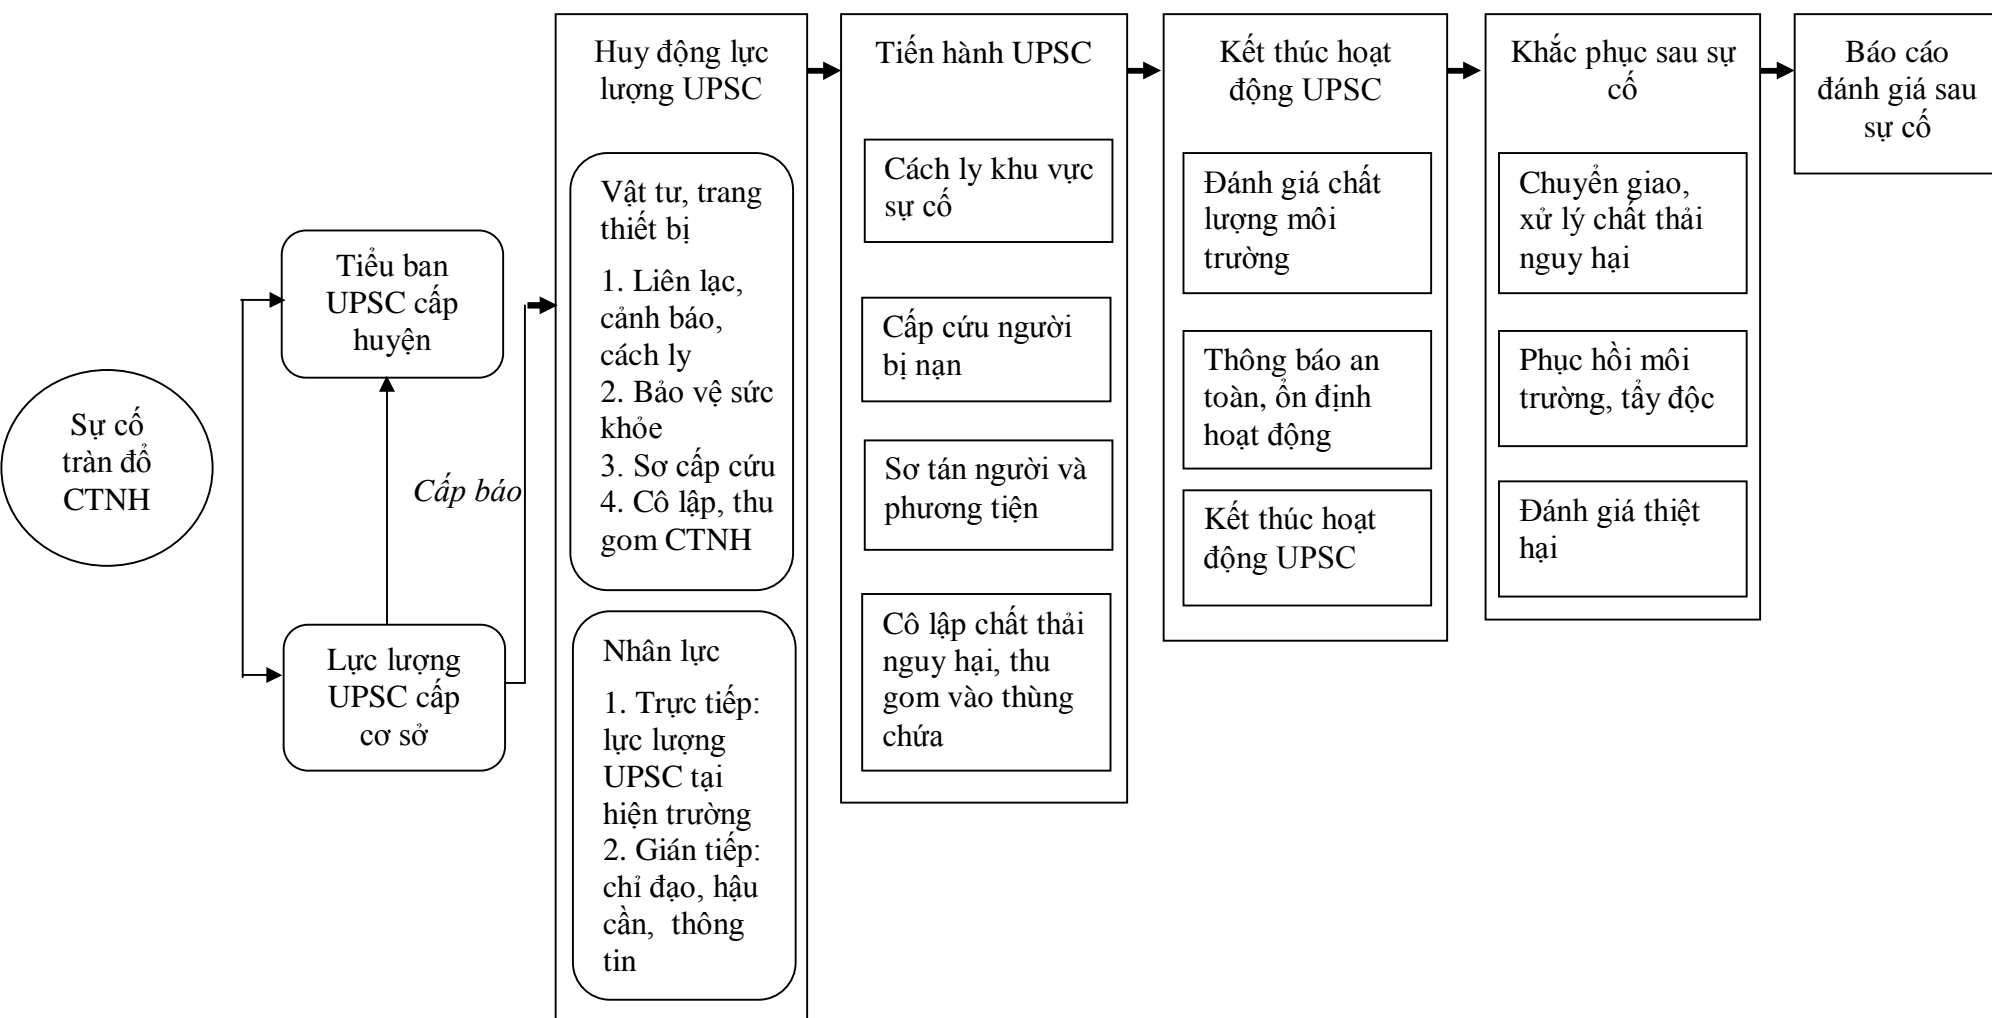 Sự cố
tràn đổ
CTNH
Tiểu ban
UPSC cấp
huyện
Cấp báo
Lực lượng
UPSC cấp
cơ sở
Huy động lực
lượng UPSC
Vật tư, trang
thiết bị
1. Liên lạc,
cảnh báo,
cách ly
2. Bảo vệ sức
khỏe
3. Sơ cấp cứu
4. Cô lập, thu
gom CTNH
Nhân lực
1. Trực tiếp:
lực lượng
UPSC tại
hiện trường
2. Gián tiếp:
chỉ đạo, hậu
cần, thông
tin
Tiến hành UPSC
Cách ly khu vực
sự cố
Cấp cứu người
bị nạn
Sơ tán người và
phương tiện
Cô lập chất thải
nguy hại, thu
gom vào thùng
chứa
Kết thúc hoạt
động UPSC
Đánh giá chất
lượng môi
trường
Thông báo an
toàn, ổn định
hoạt động
Kết thúc hoạt
động UPSC
Khắc phục sau sự
cố
Chuyển giao,
xử lý chất thải
nguy hại
Phục hồi môi
trường, tẩy độc
Đánh giá thiệt
hại
Báo cáo
đánh giá sau
sự cố